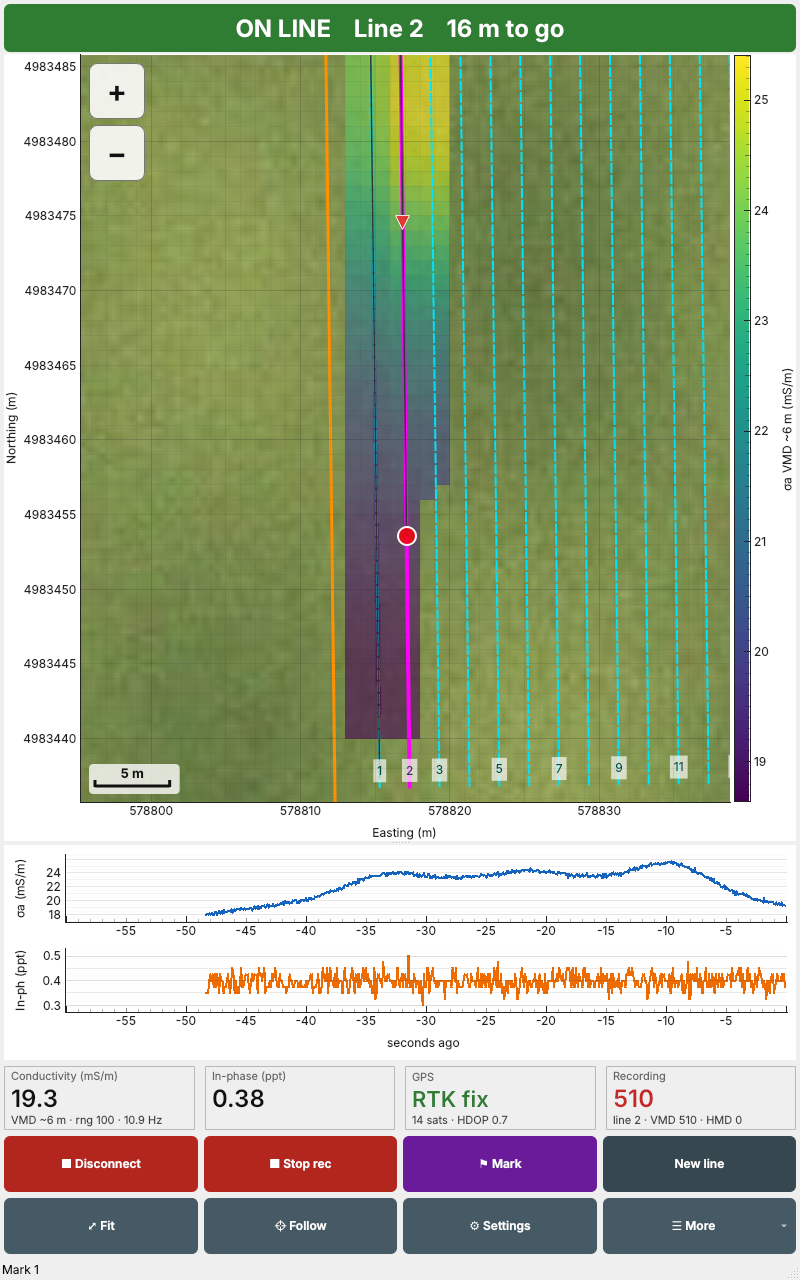 ON LINE Line 2 16 m to go
+
−
4983485
4983480
4983475
4983470
4983465
4983460
4983455
4983450
4983445
4983440
Northing (m)
5 m
1 2 3 5 7 9 11
578800 578810 578820 578830
Easting (m)
25
24
23
22
21
20
19
σa VMD ~6 m (mS/m)
σa (mS/m)
24
22
20
18
-55 -50 -45 -40 -35 -30 -25 -20 -15 -10 -5
In-ph (ppt)
0.5
0.4
0.3
-55 -50 -45 -40 -35 -30 -25 -20 -15 -10 -5
seconds ago
Conductivity (mS/m)
19.3
VMD ~6 m · rng 100 · 10.9 Hz
In-phase (ppt)
0.38
GPS
RTK fix
14 sats · HDOP 0.7
Recording
510
line 2 · VMD 510 · HMD 0
■ Disconnect
■ Stop rec
⚑ Mark
New line
⤢ Fit
⌖ Follow
⚙ Settings
☰ More
Mark 1